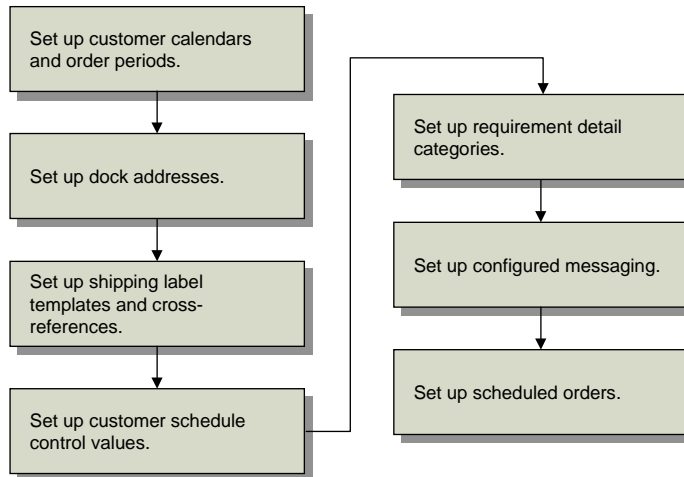 Set up customer calendars
and order periods.
Set up dock addresses.
Set up shipping label
templates and cross-
references.
Set up customer schedule
control values.
Set up requirement detail
categories.
Set up configured messaging.
Set up scheduled orders.